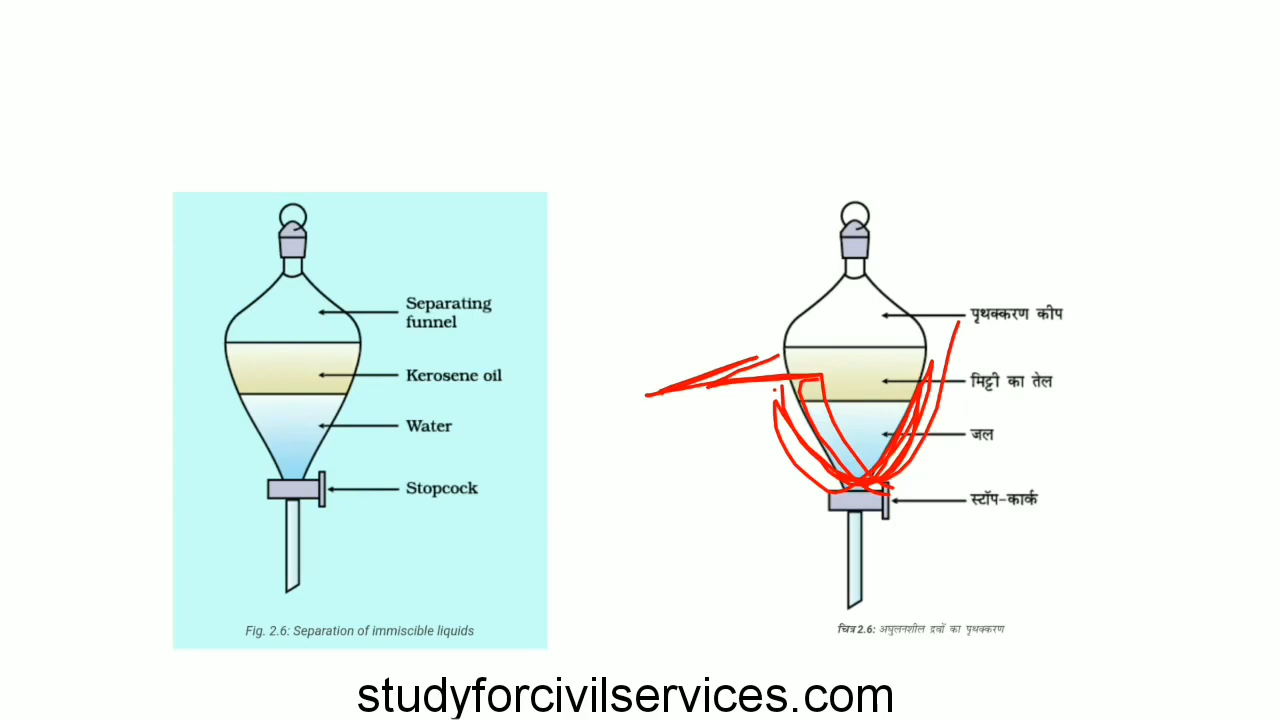 Separating
funnel
Kerosene oil
Water
Stopcock
Fig. 2.6: Separation of immiscible liquids
पृथक्करण कीप
मिट्टी का तेल
जल
स्टॉप-कार्क
चित्र 2.6: अघुलनशील द्रवों का पृथक्करण
studyforcivilservices.com